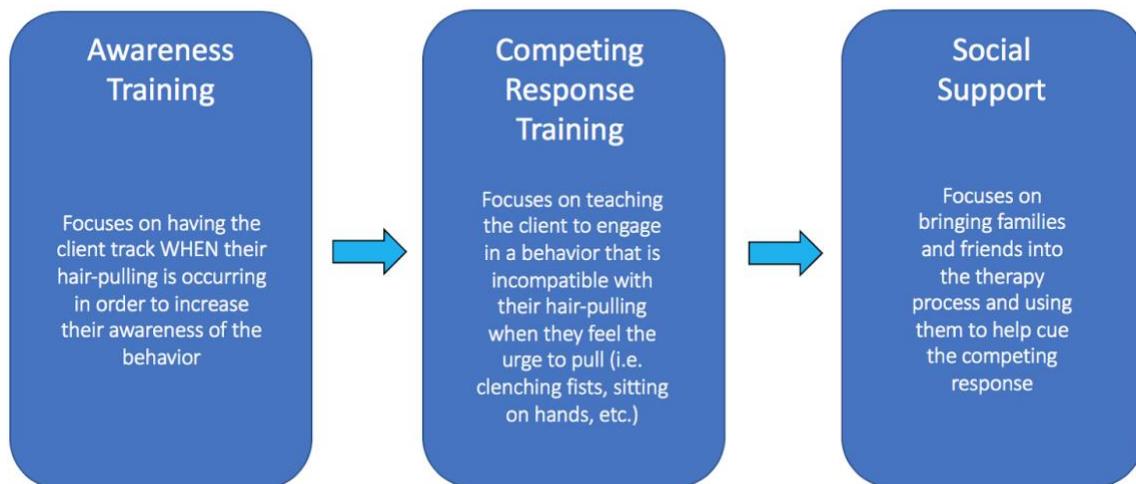 Awareness
Training
Focuses on having the
client track WHEN their
hair-pulling is occurring
in order to increase
their awareness of the
behavior
Competing
Response
Training
Focuses on teaching
the client to engage
in a behavior that is
incompatible with
their hair-pulling
when they feel the
urge to pull (i.e.
clenching fists, sitting
on hands, etc.)
Social
Support
Focuses on
bringing families
and friends into
the therapy
process and using
them to help cue
the competing
response